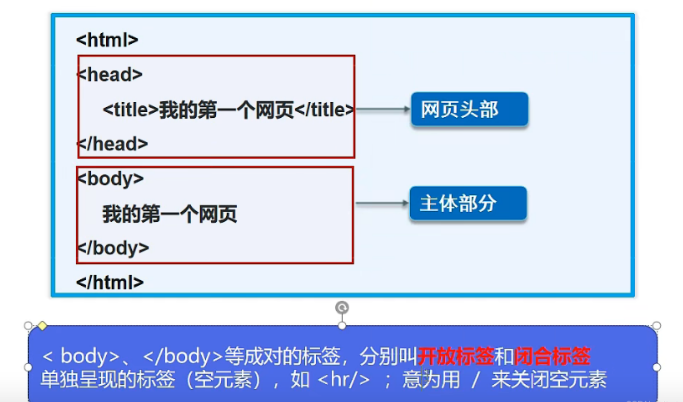 <html>
<head>
<title>我的第一个网页</title>
网页头部
</head>
<body>
我的第一个网页
主体部分
</body>
</html>
< body>、</body>等成对的标签，分别叫开放标签和闭合标签
单独呈现的标签（空元素），如 <hr/> ；意为用 / 来关闭空元素